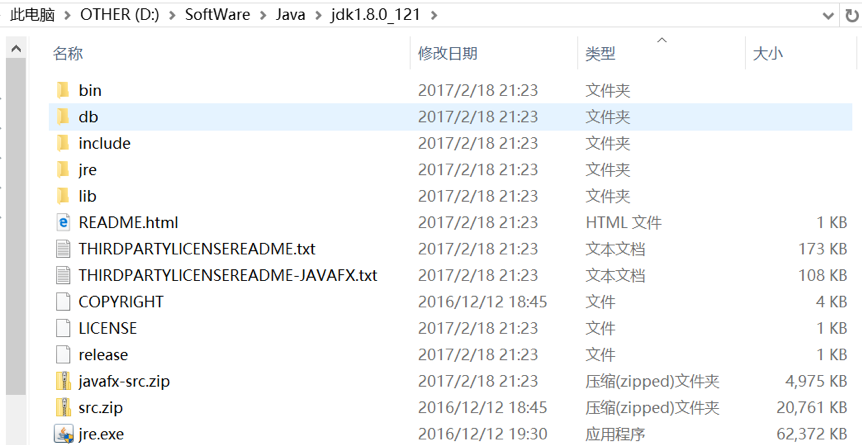 此电脑 > OTHER (D:) > SoftWare > Java > jdk1.8.0_121 >
名称 修改日期 类型 大小
bin 2017/2/18 21:23 文件夹
db 2017/2/18 21:23 文件夹
include 2017/2/18 21:23 文件夹
jre 2017/2/18 21:23 文件夹
lib 2017/2/18 21:23 文件夹
README.html 2017/2/18 21:23 HTML 文件 1 KB
THIRDPARTYLICENSEREADME.txt 2017/2/18 21:23 文本文档 173 KB
THIRDPARTYLICENSEREADME-JAVAFX.txt 2017/2/18 21:23 文本文档 108 KB
COPYRIGHT 2016/12/12 18:45 文件 4 KB
LICENSE 2017/2/18 21:23 文件 1 KB
release 2017/2/18 21:23 文件 1 KB
javafx-src.zip 2017/2/18 21:23 压缩(zipped)文件夹 4,975 KB
src.zip 2016/12/12 18:45 压缩(zipped)文件夹 20,761 KB
jre.exe 2016/12/12 19:30 应用程序 62,372 KB